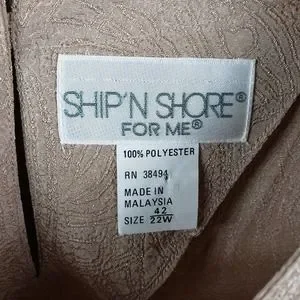 SHIP'N SHORE®
FOR ME®
100% POLYESTER
RN 38494
MADE IN
MALAYSIA
42
SIZE 22W